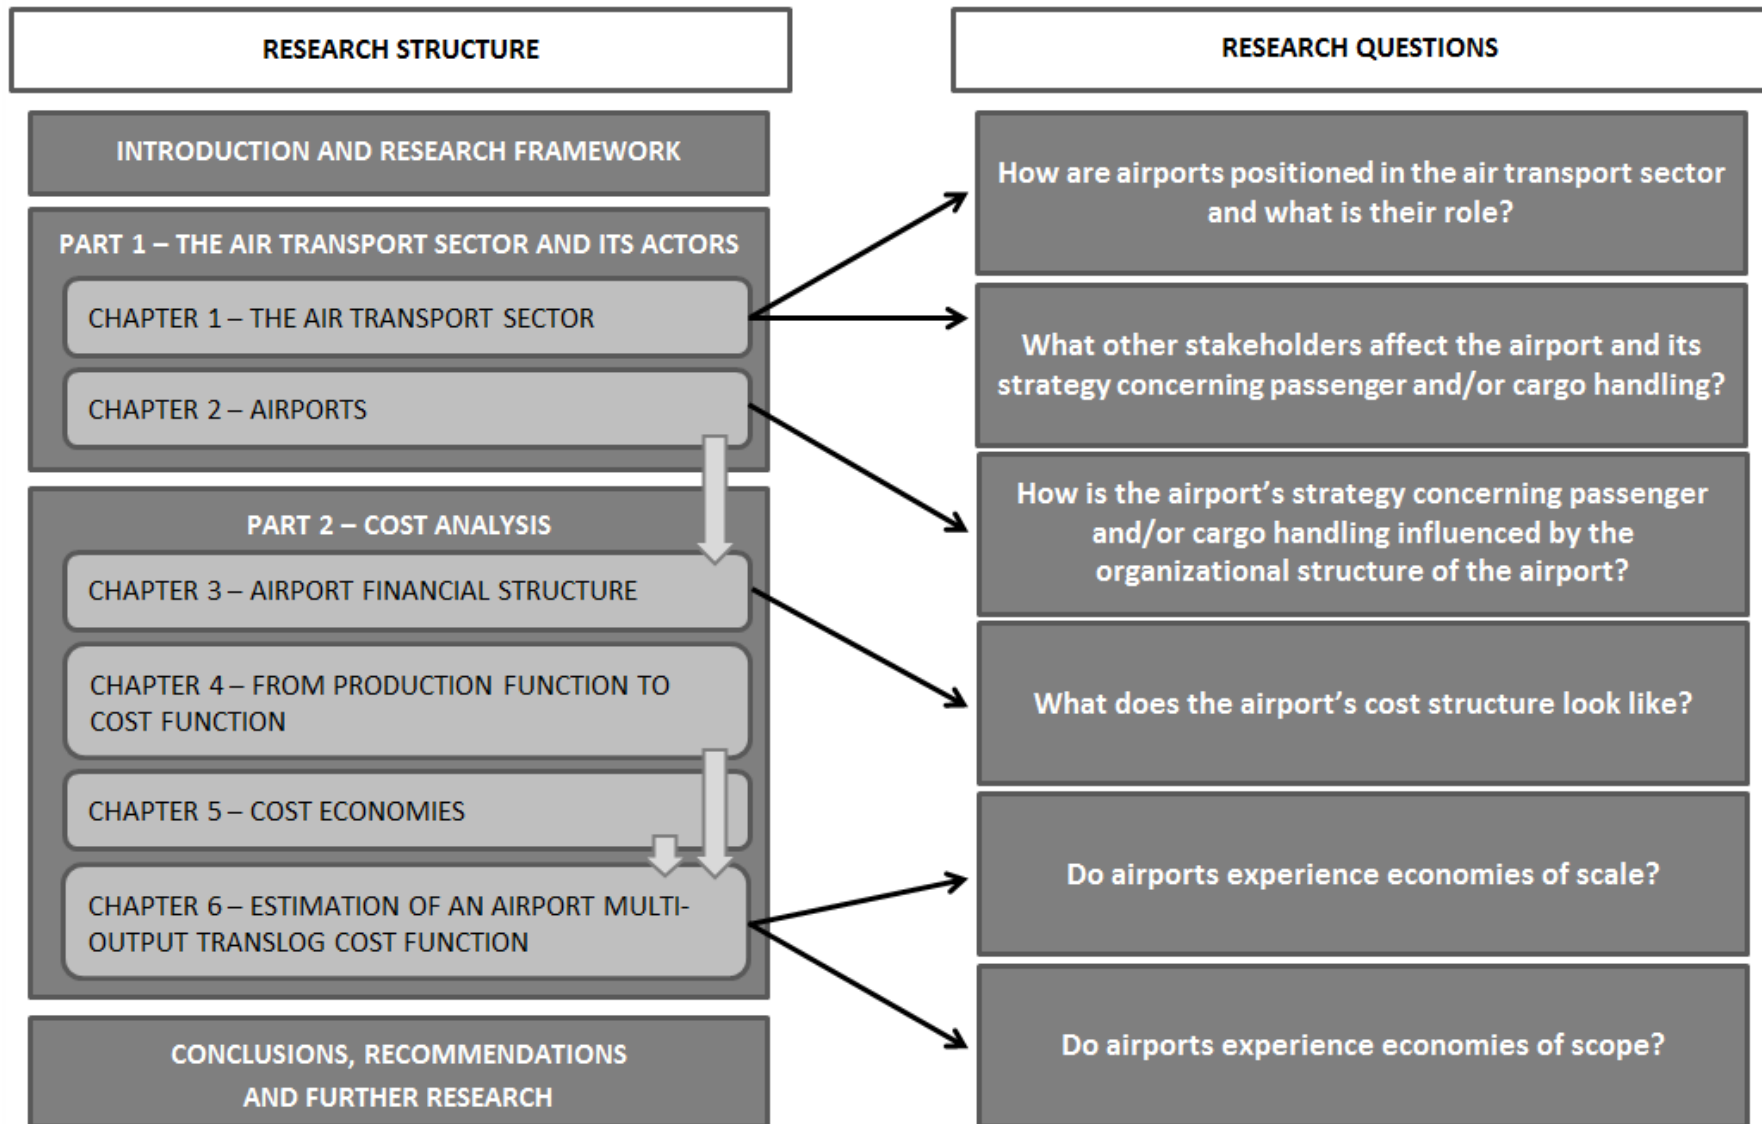 RESEARCH STRUCTURE
INTRODUCTION AND RESEARCH FRAMEWORK
PART 1 – THE AIR TRANSPORT SECTOR AND ITS ACTORS
CHAPTER 1 – THE AIR TRANSPORT SECTOR
CHAPTER 2 – AIRPORTS
PART 2 – COST ANALYSIS
CHAPTER 3 – AIRPORT FINANCIAL STRUCTURE
CHAPTER 4 – FROM PRODUCTION FUNCTION TO
COST FUNCTION
CHAPTER 5 – COST ECONOMIES
CHAPTER 6 – ESTIMATION OF AN AIRPORT MULTI-
OUTPUT TRANSLOG COST FUNCTION
CONCLUSIONS, RECOMMENDATIONS
AND FURTHER RESEARCH
RESEARCH QUESTIONS
How are airports positioned in the air transport sector
and what is their role?
What other stakeholders affect the airport and its
strategy concerning passenger and/or cargo handling?
How is the airport’s strategy concerning passenger
and/or cargo handling influenced by the
organizational structure of the airport?
What does the airport’s cost structure look like?
Do airports experience economies of scale?
Do airports experience economies of scope?